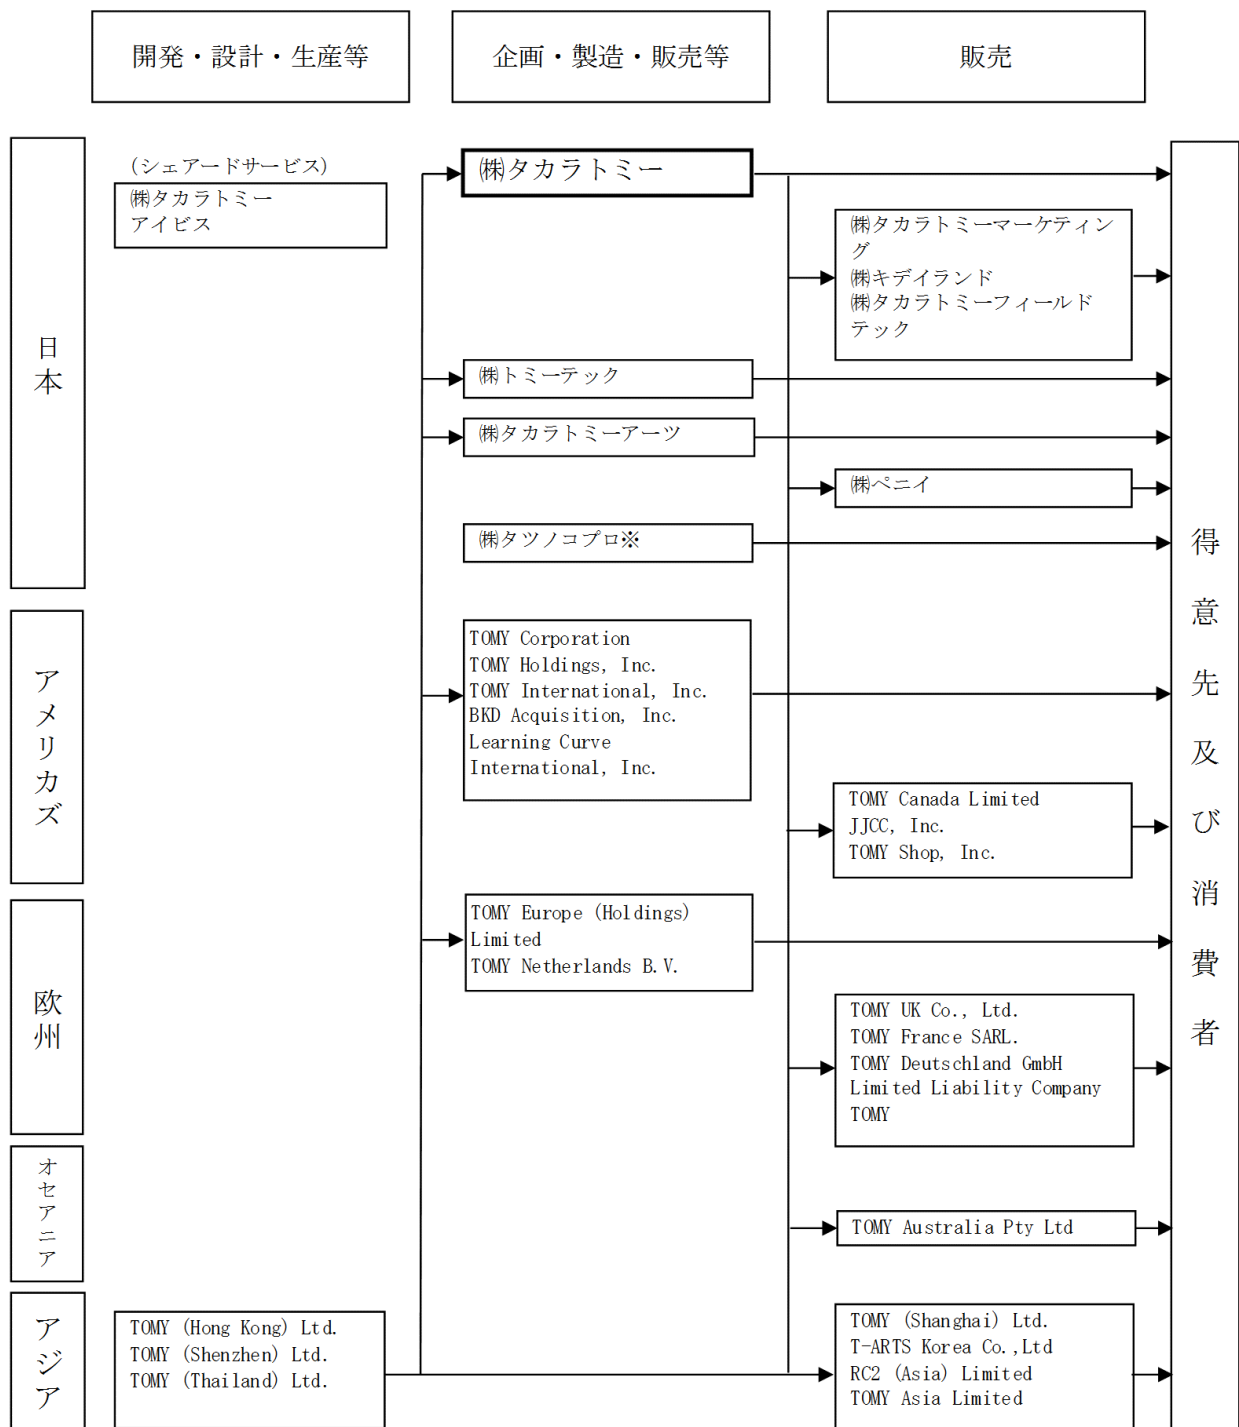 開発・設計・生産等
企画・製造・販売等
販売
日本
(シェアードサービス)
㈱タカラトミー
アイビス
㈱タカラトミー
㈱タカラトミーマーケティン
グ
㈱キデイランド
㈱タカラトミーフィールド
テック
㈱トミーテック
㈱タカラトミーアーツ
㈱ペニイ
㈱タツノコプロ※
アメリカズ
TOMY Corporation
TOMY Holdings, Inc.
TOMY International, Inc.
BKD Acquisition, Inc.
Learning Curve
International, Inc.
TOMY Canada Limited
JJCC, Inc.
TOMY Shop, Inc.
欧州
TOMY Europe (Holdings)
Limited
TOMY Netherlands B.V.
TOMY UK Co., Ltd.
TOMY France SARL.
TOMY Deutschland GmbH
Limited Liability Company
TOMY
オセアニア
TOMY Australia Pty Ltd
アジア
TOMY (Hong Kong) Ltd.
TOMY (Shenzhen) Ltd.
TOMY (Thailand) Ltd.
TOMY (Shanghai) Ltd.
T-ARTS Korea Co.,Ltd
RC2 (Asia) Limited
TOMY Asia Limited
得意先及び消費者